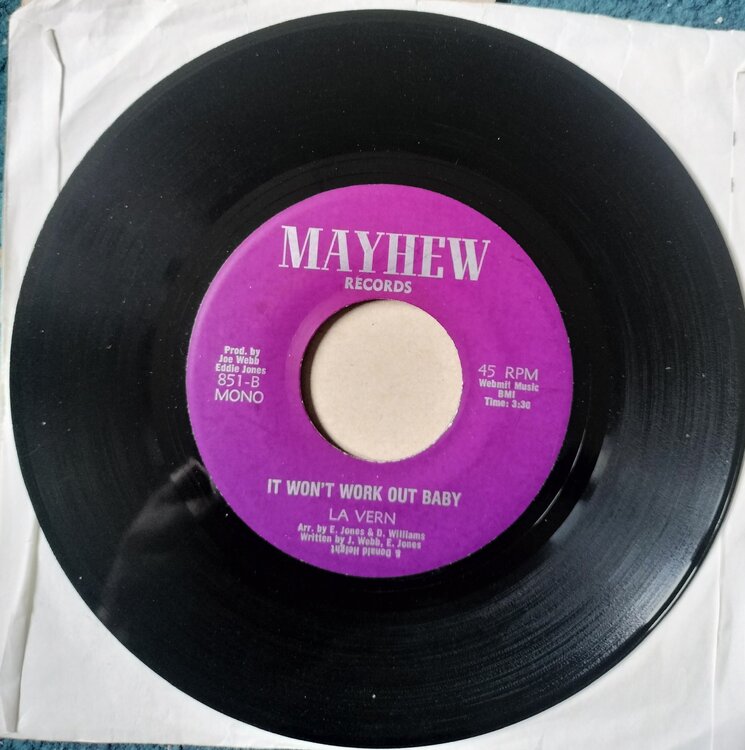 MAYHEW
RECORDS
Prod. by
Joe Webb
Eddie Jones
851-B
MONO
45 RPM
Webmit Music
BMI
Time: 3:30
IT WON'T WORK OUT BABY
LA VERN
Arr. by E. Jones & D. Williams
Written by J. Webb, E. Jones
& Donald Height